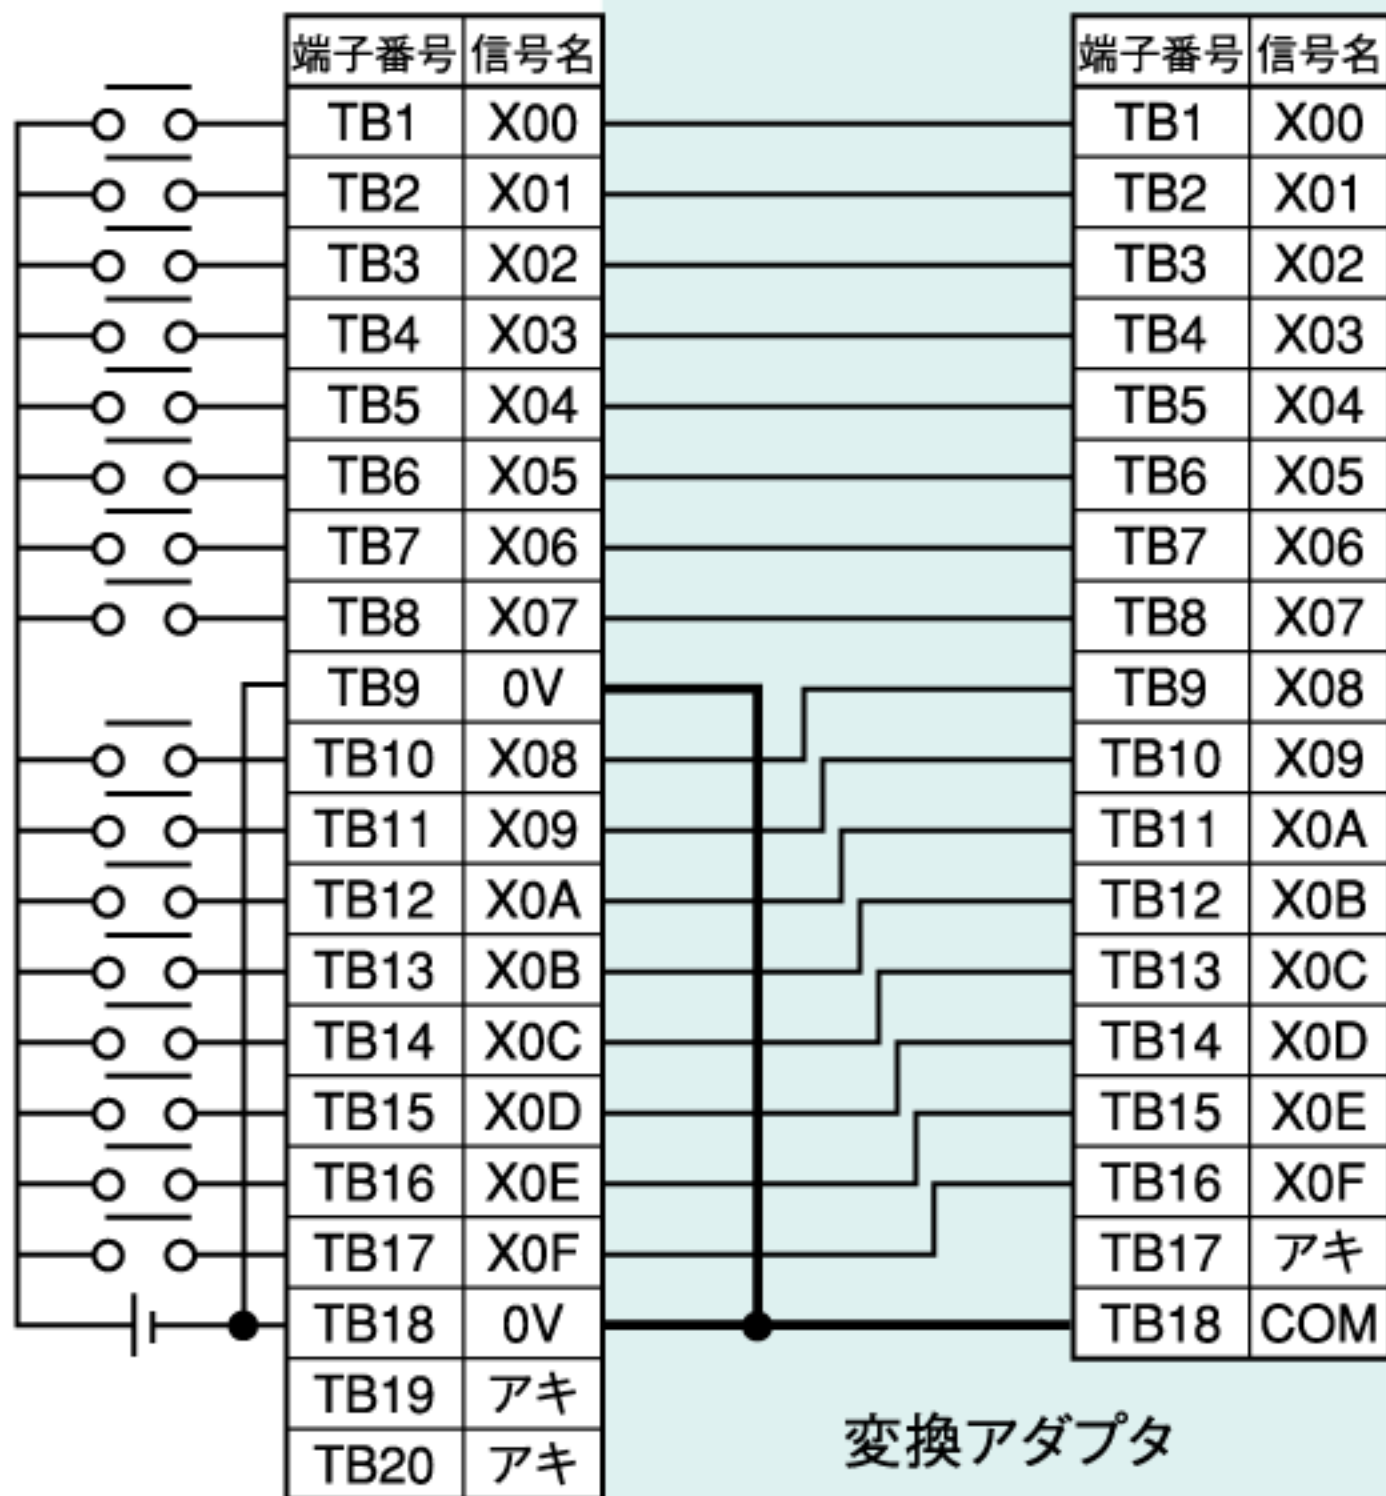 端子番号 信号名 端子番号 信号名
TB1 X00 TB1 X00
TB2 X01 TB2 X01
TB3 X02 TB3 X02
TB4 X03 TB4 X03
TB5 X04 TB5 X04
TB6 X05 TB6 X05
TB7 X06 TB7 X06
TB8 X07 TB8 X07
TB9 0V TB9 X08
TB10 X08 TB10 X09
TB11 X09 TB11 X0A
TB12 X0A TB12 X0B
TB13 X0B TB13 X0C
TB14 X0C TB14 X0D
TB15 X0D TB15 X0E
TB16 X0E TB16 X0F
TB17 X0F TB17 アキ
TB18 0V TB18 COM
TB19 アキ
TB20 アキ
変換アダプタ